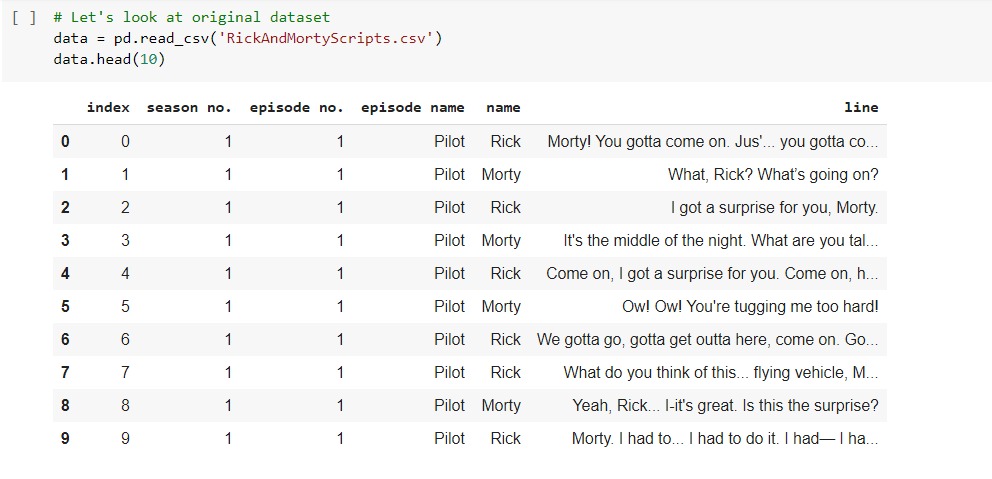 [ ] # Let's look at original dataset
data = pd.read_csv('RickAndMortyScripts.csv')
data.head(10)
index season no. episode no. episode name name line
0 0 1 1 Pilot Rick Morty! You gotta come on. Jus'... you gotta co...
1 1 1 1 Pilot Morty What, Rick? What’s going on?
2 2 1 1 Pilot Rick I got a surprise for you, Morty.
3 3 1 1 Pilot Morty It's the middle of the night. What are you tal...
4 4 1 1 Pilot Rick Come on, I got a surprise for you. Come on, h...
5 5 1 1 Pilot Morty Ow! Ow! You're tugging me too hard!
6 6 1 1 Pilot Rick We gotta go, gotta get outta here, come on. Go...
7 7 1 1 Pilot Rick What do you think of this... flying vehicle, M...
8 8 1 1 Pilot Morty Yeah, Rick... I-it's great. Is this the surprise?
9 9 1 1 Pilot Rick Morty. I had to... I had to do it. I had— I ha...